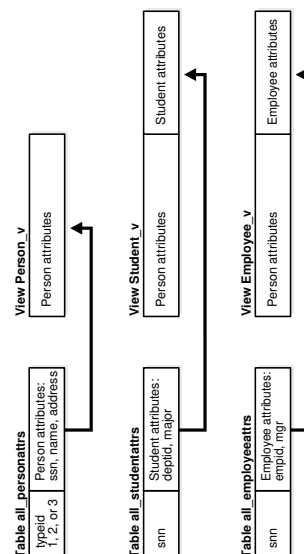 Table all_personattrs
typeid
1, 2, or 3
Person attributes:
ssn, name, address
View Person_v
Person attributes
Table all_studentattrs
snn
Student attributes:
deptid, major
View Student_v
Person attributes
Student attributes
Table all_employeeattrs
snn
Employee attributes:
empid, mgr
View Employee_v
Person attributes
Employee attributes